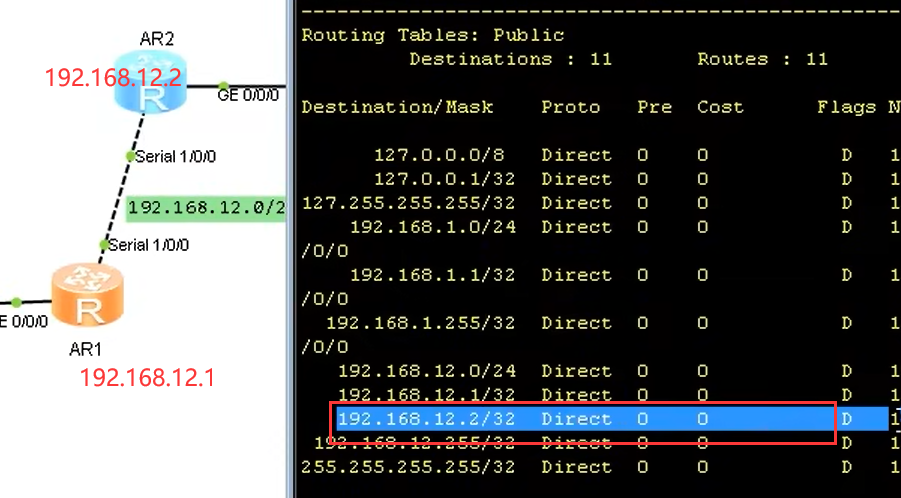 AR2
192.168.12.2
R
GE 0/0/0
Serial 1/0/0
192.168.12.0/2
Serial 1/0/0
R
E 0/0/0
AR1
192.168.12.1
Routing Tables: Public
Destinations : 11 Routes : 11
Destination/Mask Proto Pre Cost Flags N
127.0.0.0/8 Direct 0 0 D 1
127.0.0.1/32 Direct 0 0 D 1
127.255.255.255/32 Direct 0 0 D 1
192.168.1.0/24 Direct 0 0 D 1
/0/0
192.168.1.1/32 Direct 0 0 D 1
/0/0
192.168.1.255/32 Direct 0 0 D 1
/0/0
192.168.12.0/24 Direct 0 0 D 1
192.168.12.1/32 Direct 0 0 D 1
192.168.12.2/32 Direct 0 0 D 1
192.168.12.255/32 Direct 0 0 D 1
255.255.255.255/32 Direct 0 0 D 1